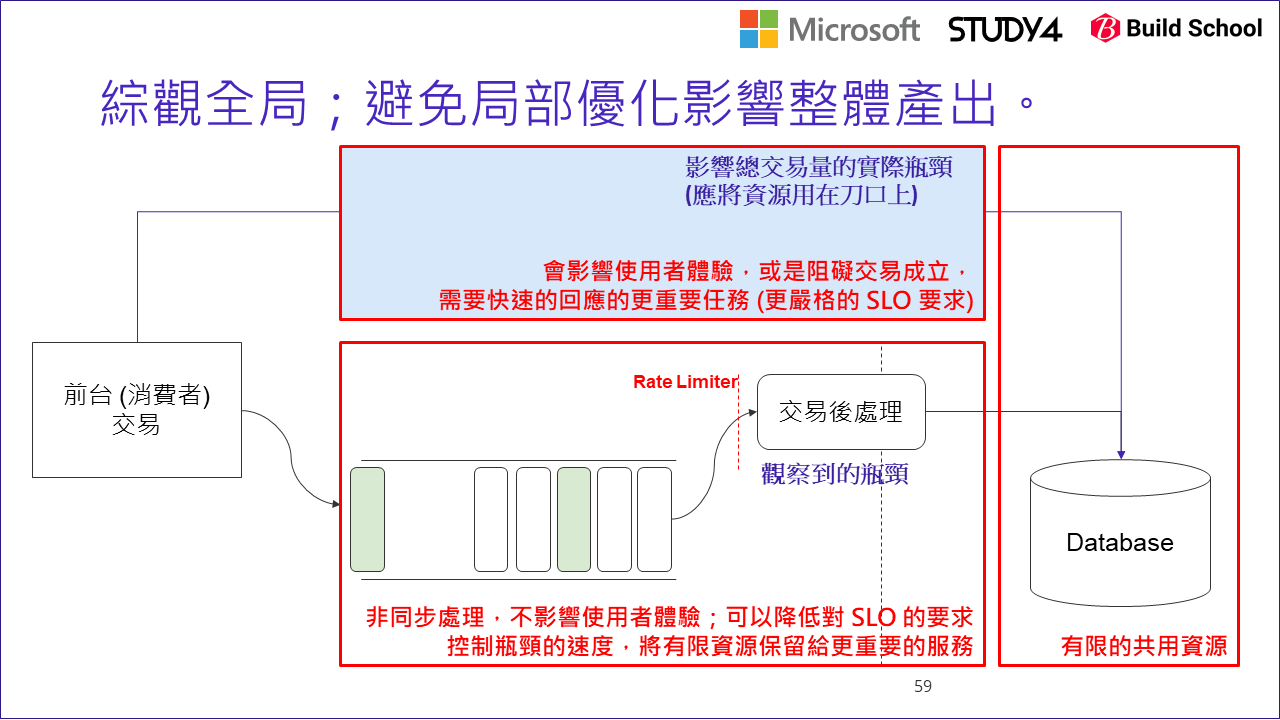 Microsoft STUDY4 Build School
綜觀全局；避免局部優化影響整體產出。
影響總交易量的實際瓶頸
(應將資源用在刀口上)
會影響使用者體驗，或是阻礙交易成立，
需要快速的回應的更重要任務 (更嚴格的 SLO 要求)
前台 (消費者)
交易
Rate Limiter
交易後處理
觀察到的瓶頸
Database
非同步處理，不影響使用者體驗；可以降低對 SLO 的要求
控制瓶頸的速度，將有限資源保留給更重要的服務
有限的共用資源
59